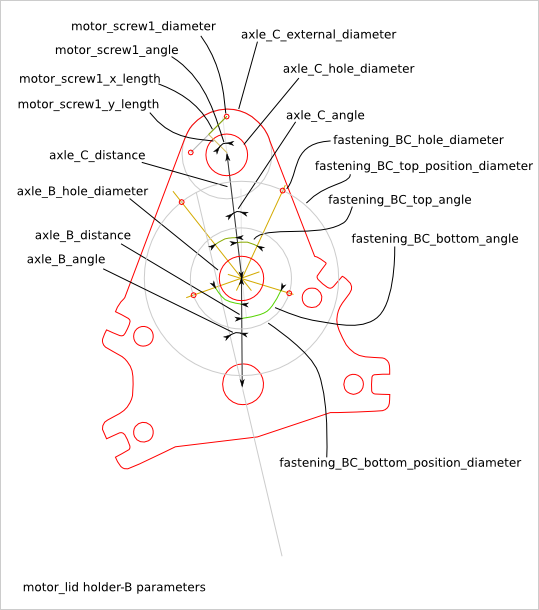 motor_screw1_diameter
axle_C_external_diameter
motor_screw1_angle
axle_C_hole_diameter
motor_screw1_x_length
motor_screw1_y_length
axle_C_angle
fastening_BC_hole_diameter
axle_C_distance
fastening_BC_top_position_diameter
axle_B_hole_diameter
fastening_BC_top_angle
axle_B_distance
fastening_BC_bottom_angle
axle_B_angle
fastening_BC_bottom_position_diameter
motor_lid holder-B parameters